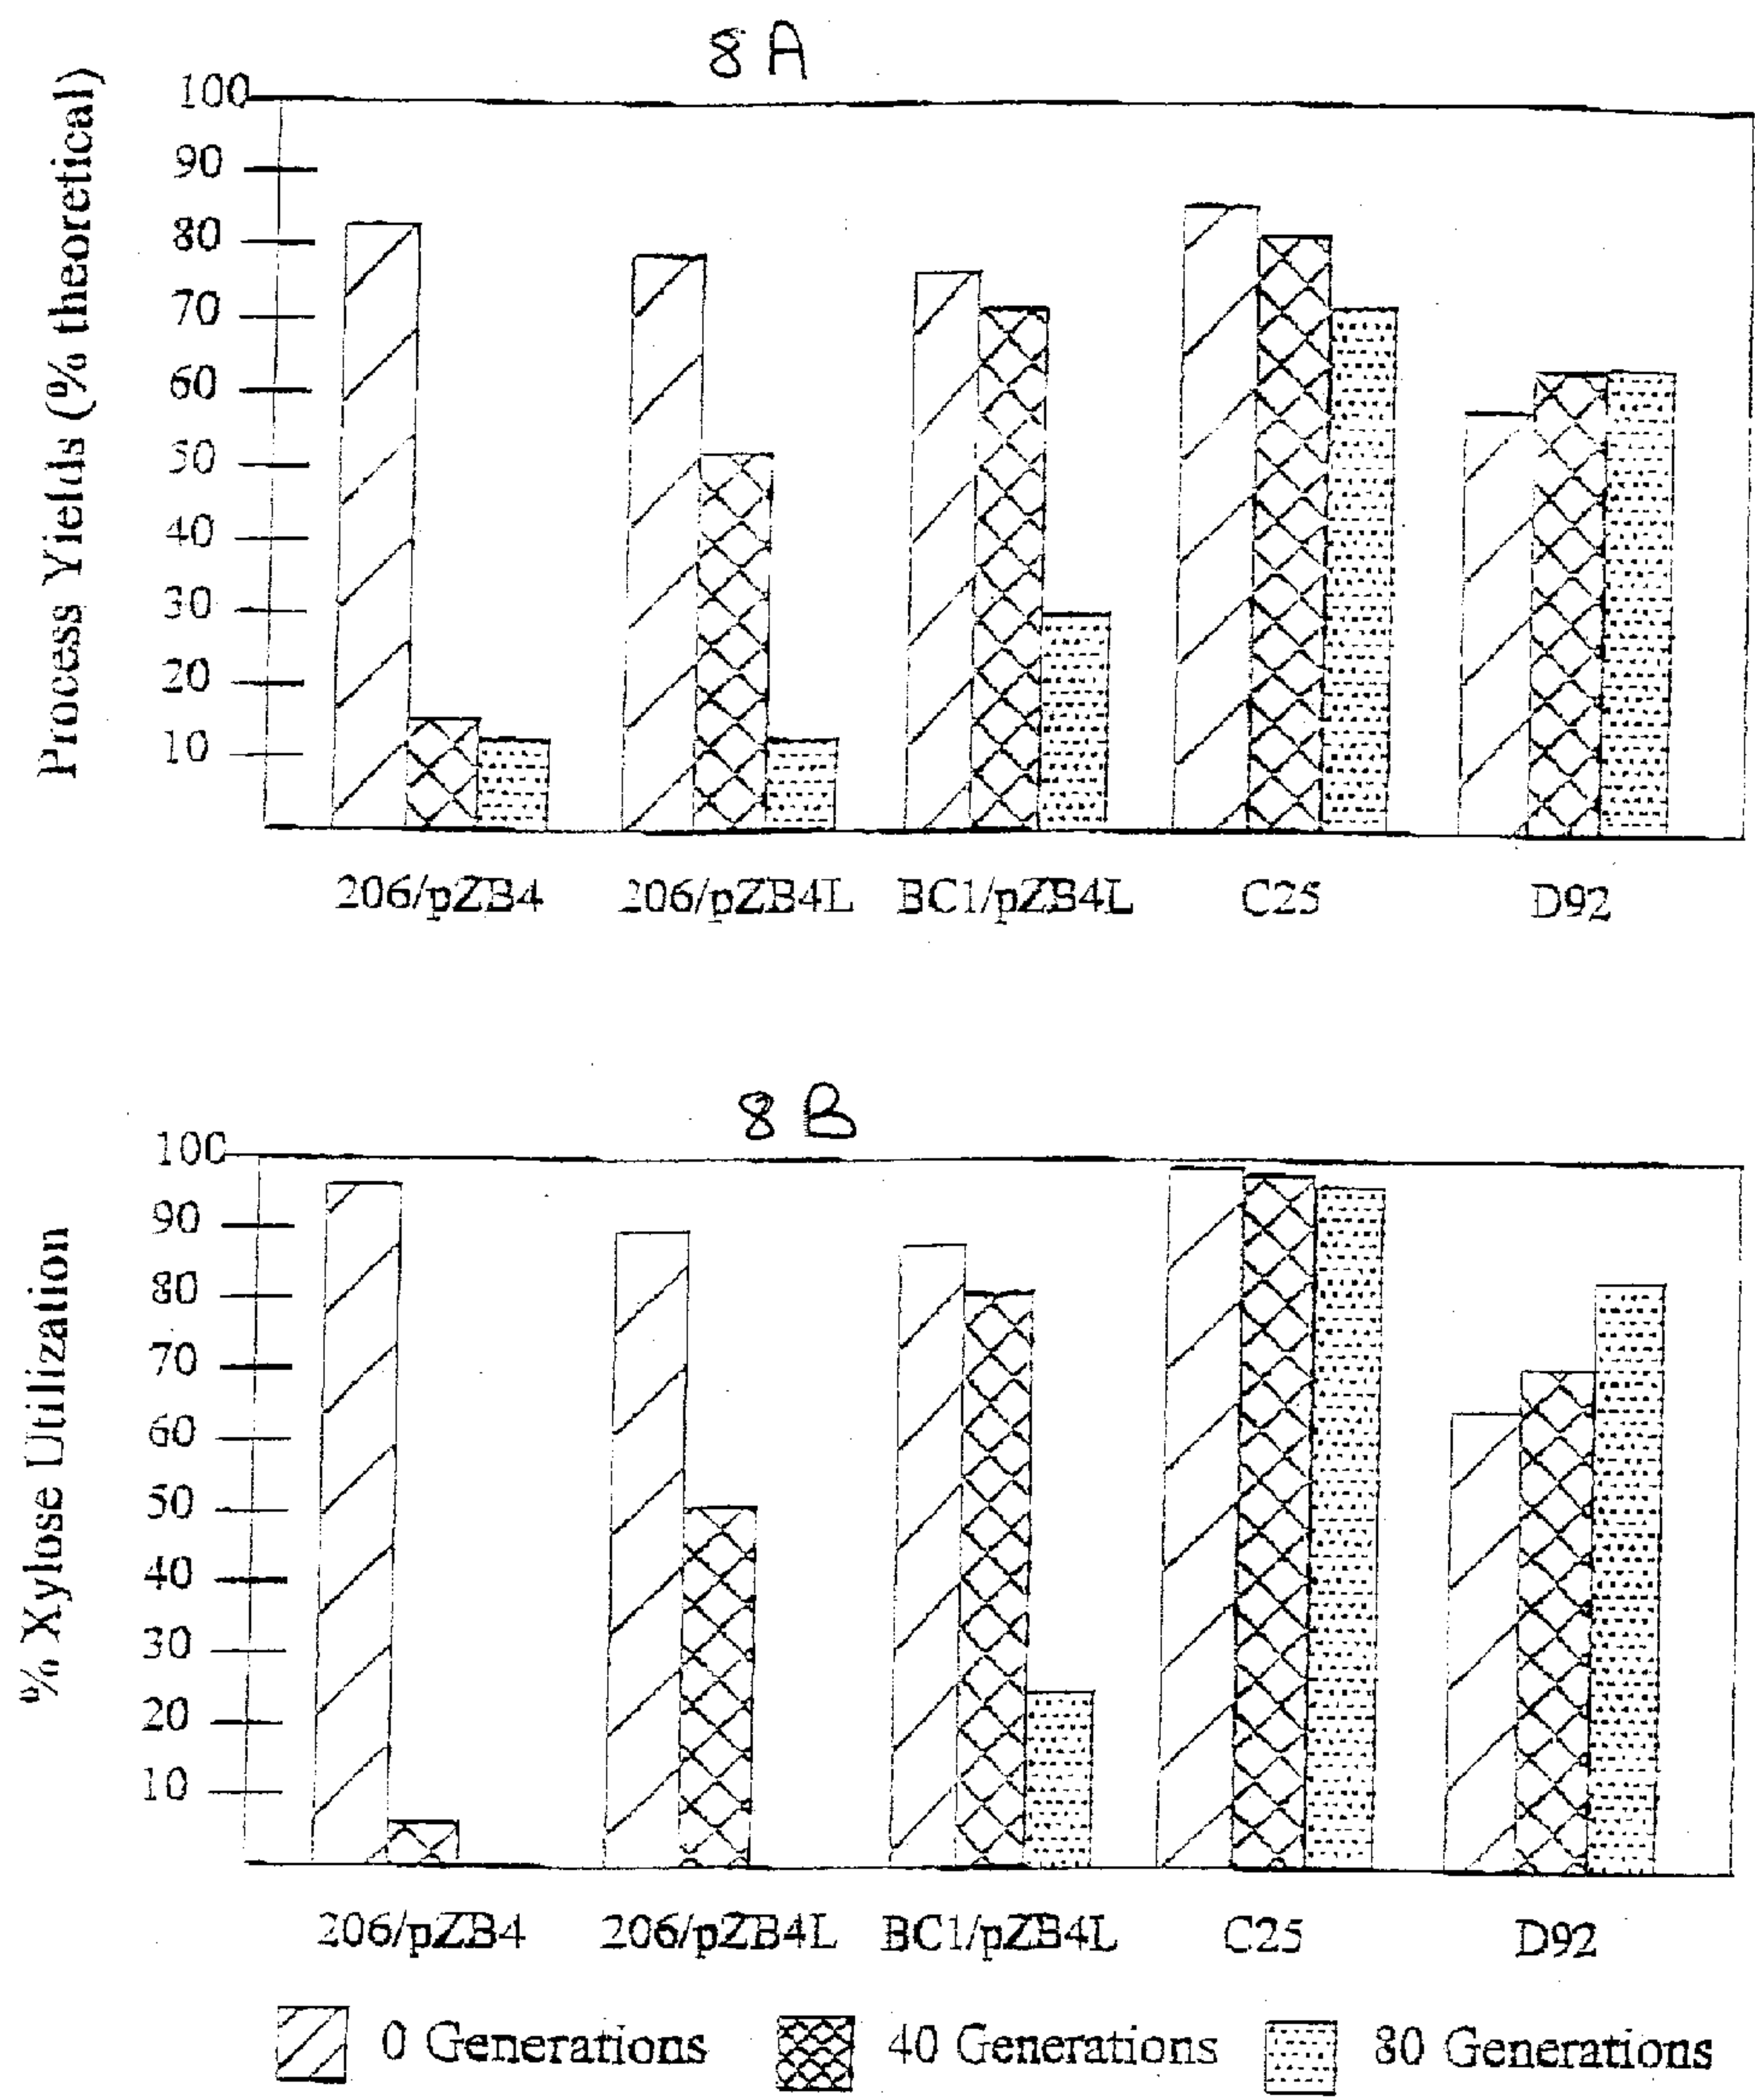 8A
Process Yields (% theoretical)
100
90
80
70
60
50
40
30
20
10
206/pZB4 206/pZB4L BC1/pZB4L C25 D92
8B
% Xylose Utilization
100
90
80
70
60
50
40
30
20
10
206/pZB4 206/pZB4L BC1/pZB4L C25 D92
0 Generations 40 Generations 80 Generations